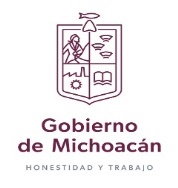 Gobierno
de Michoacán
HONESTIDAD Y TRABAJO